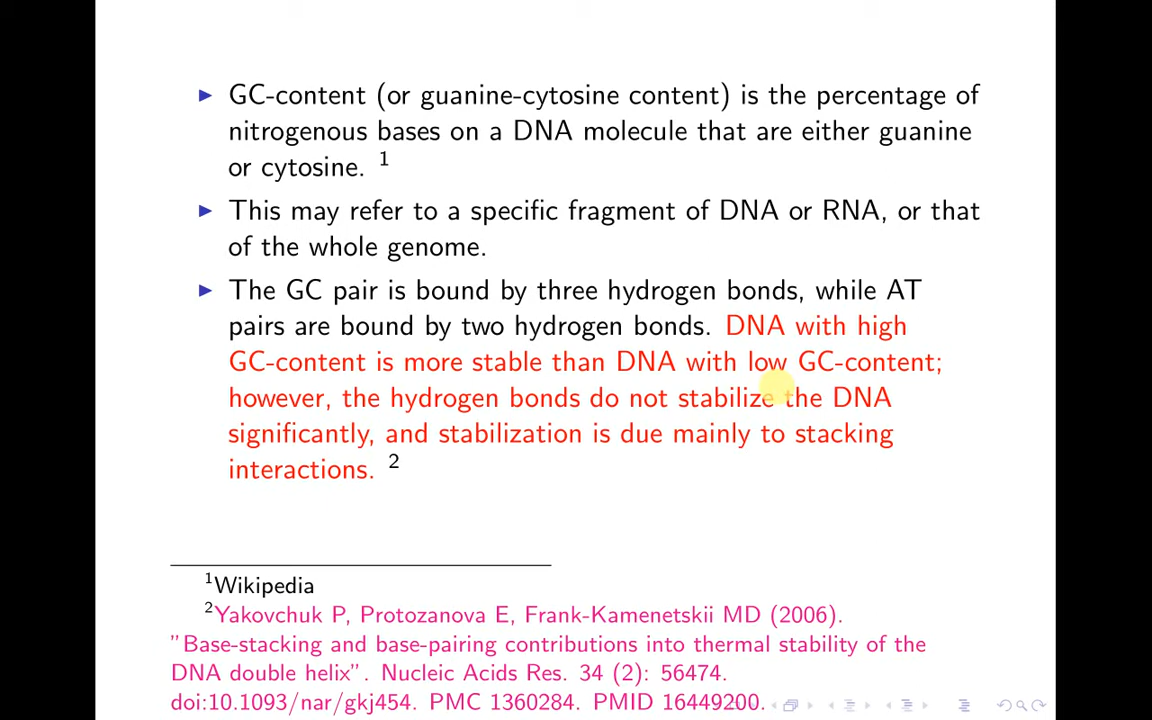 GC-content (or guanine-cytosine content) is the percentage of
nitrogenous bases on a DNA molecule that are either guanine
or cytosine. 1
This may refer to a specific fragment of DNA or RNA, or that
of the whole genome.
The GC pair is bound by three hydrogen bonds, while AT
pairs are bound by two hydrogen bonds. DNA with high
GC-content is more stable than DNA with low GC-content;
however, the hydrogen bonds do not stabilize the DNA
significantly, and stabilization is due mainly to stacking
interactions. 2
1Wikipedia
2Yakovchuk P, Protozanova E, Frank-Kamenetskii MD (2006).
"Base-stacking and base-pairing contributions into thermal stability of the
DNA double helix". Nucleic Acids Res. 34 (2): 56474.
doi:10.1093/nar/gkj454. PMC 1360284. PMID 16449200.